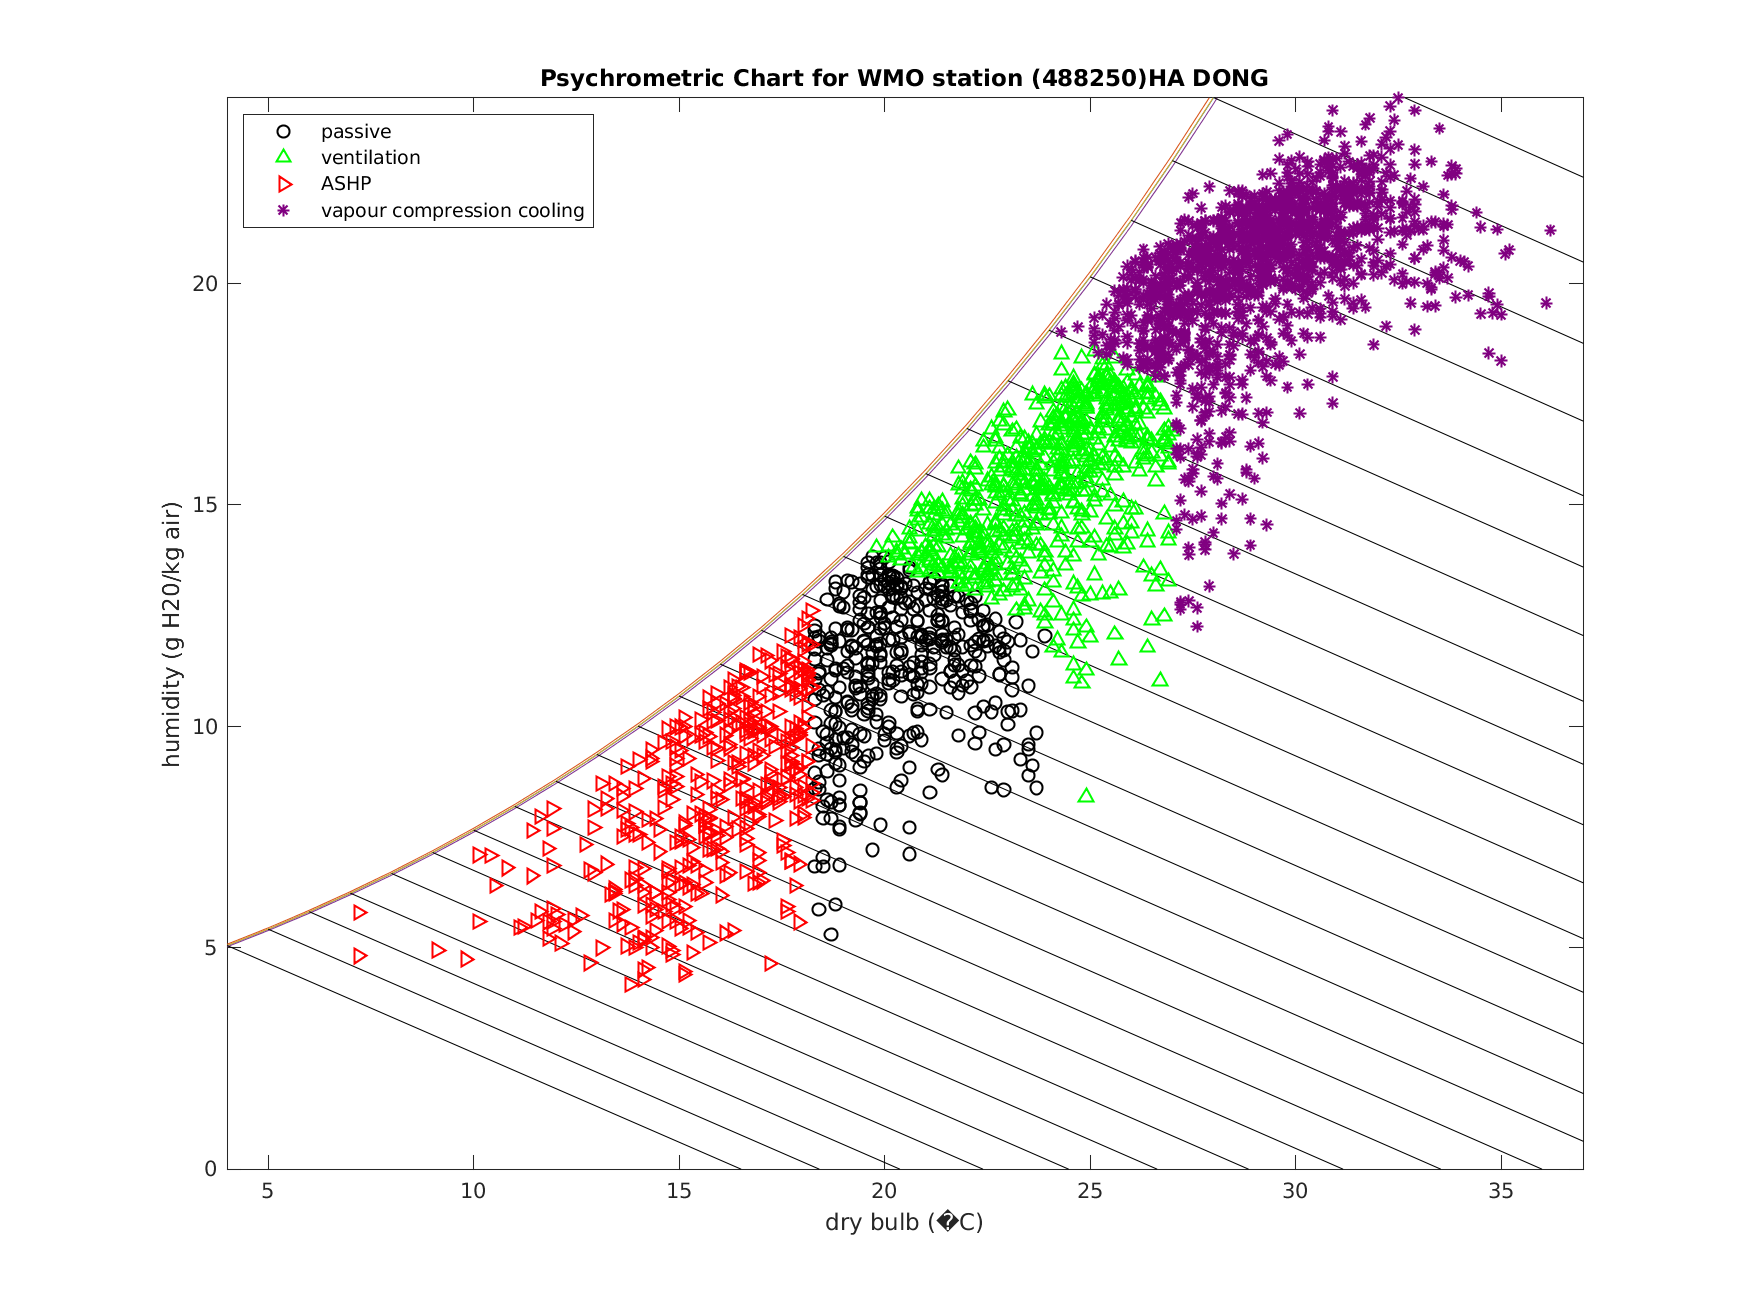 Psychrometric Chart for WMO station (488250)HA DONG
passive
ventilation
ASHP
vapour compression cooling
humidity (g H20/kg air)
20
15
10
5
0
5 10 15 20 25 30 35
dry bulb (�C)